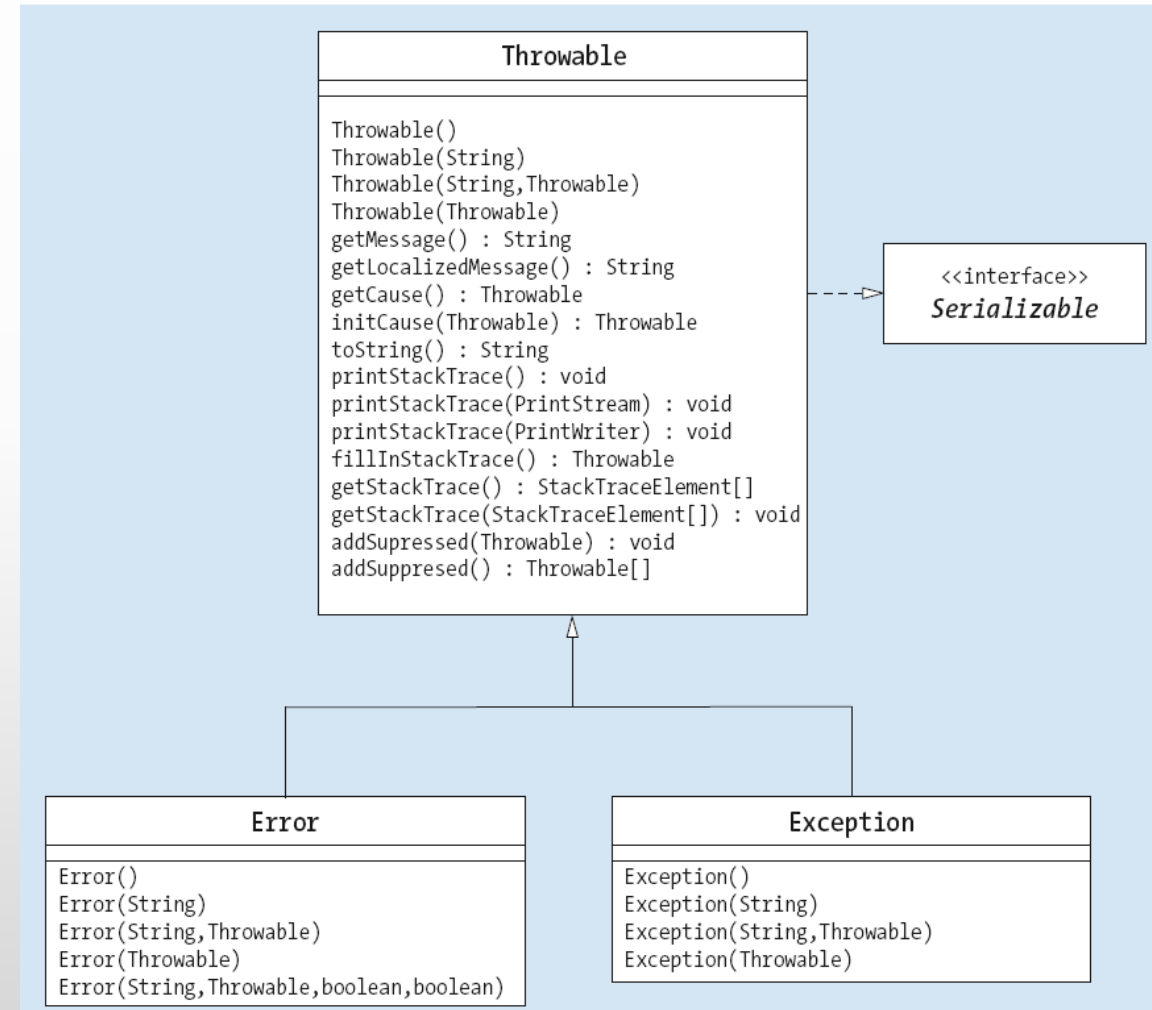 Throwable
Throwable()
Throwable(String)
Throwable(String,Throwable)
Throwable(Throwable)
getMessage() : String
getLocalizedMessage() : String
getCause() : Throwable
initCause(Throwable) : Throwable
toString() : String
printStackTrace() : void
printStackTrace(PrintStream) : void
printStackTrace(PrintWriter) : void
fillInStackTrace() : Throwable
getStackTrace() : StackTraceElement[]
getStackTrace(StackTraceElement[]) : void
addSupressed(Throwable) : void
addSuppresed() : Throwable[]
<<interface>>
Serializable
Error
Error()
Error(String)
Error(String,Throwable)
Error(Throwable)
Error(String,Throwable,boolean,boolean)
Exception
Exception()
Exception(String)
Exception(String,Throwable)
Exception(Throwable)